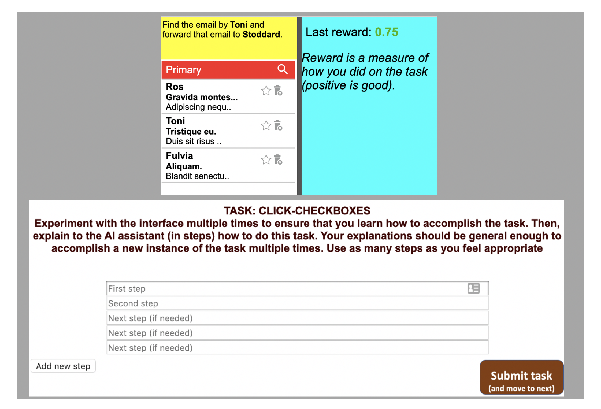 Find the email by Toni and
forward that email to Stoddard.
Last reward: 0.75
Reward is a measure of
how you did on the task
(positive is good).
Primary
Ros
Gravida montes...
Adipiscing nequ..
Toni
Tristique eu.
Duis sit risus ..
Fulvia
Aliquam.
Blandit senectu..
TASK: CLICK-CHECKBOXES
Experiment with the interface multiple times to ensure that you learn how to accomplish the task. Then,
explain to the AI assistant (in steps) how to do this task. Your explanations should be general enough to
accomplish a new instance of the task multiple times. Use as many steps as you feel appropriate
First step
Second step
Next step (if needed)
Next step (if needed)
Next step (if needed)
Add new step
Submit task
(and move to next)